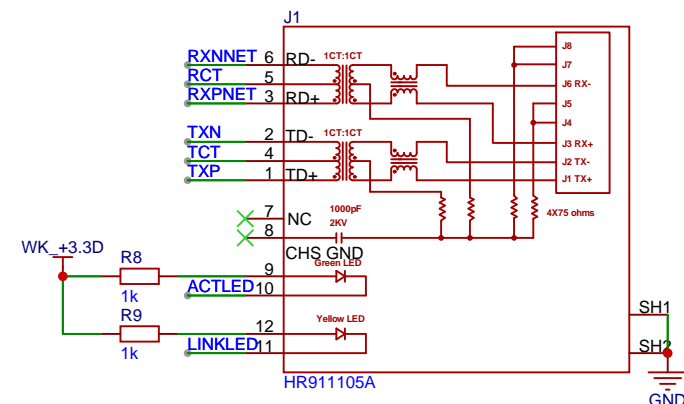 J1
RXNNET 6 RD- 1CT:1CT J8
J7
RCT 5 J6 RX-
RXPNET 3 RD+ J5
J4
TXN 2 TD- 1CT:1CT J3 RX+
TCT 4 J2 TX-
TXP 1 TD+ J1 TX+
7 NC 1000pF 4X75 ohms
2KV
8 CHS GND
WK_+3.3D
R8 9 Green LED
1k ACTLED 10
R9 12 Yellow LED
1k LINKLED 11
SH1
SH2
HR911105A
GND